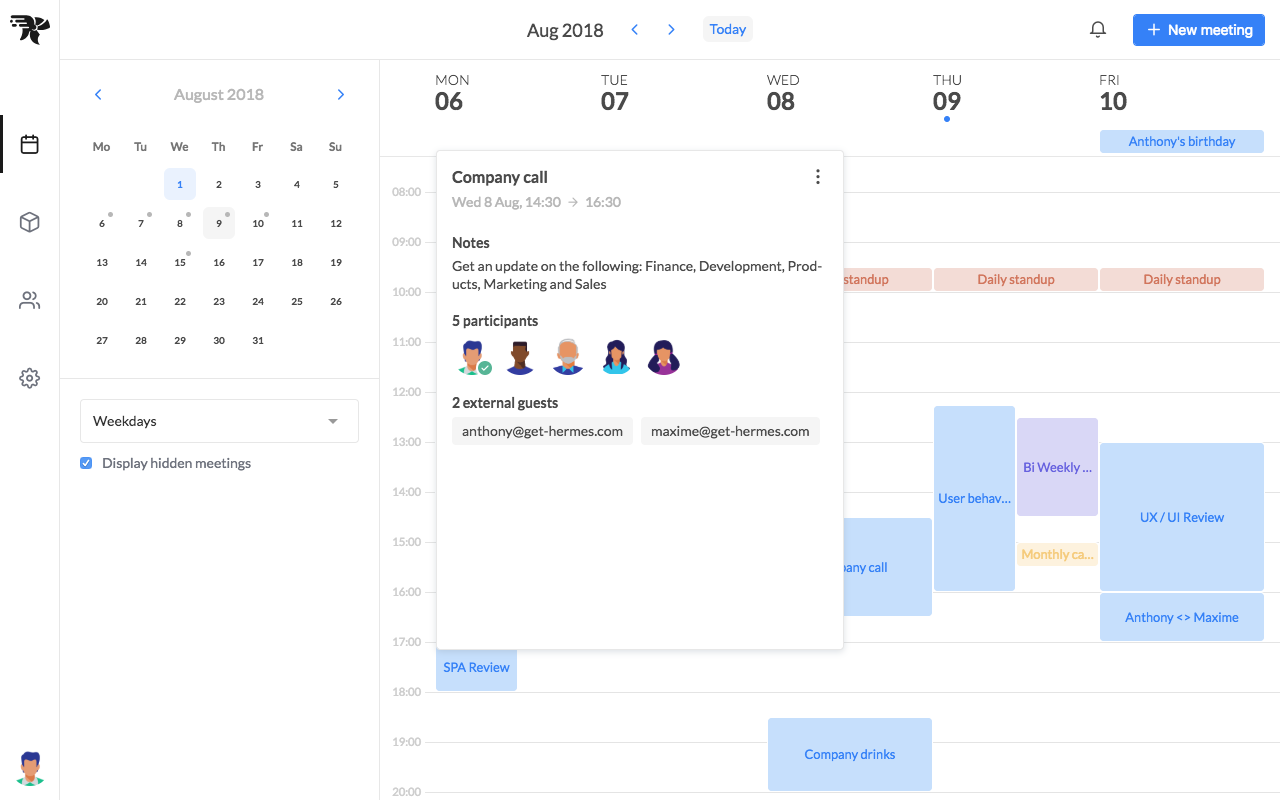 Aug 2018
Today
New meeting
August 2018
Mo Tu We Th Fr Sa Su
1 2 3 4 5
6 7 8 9 10 11 12
13 14 15 16 17 18 19
20 21 22 23 24 25 26
27 28 29 30 31
Weekdays
Display hidden meetings
MON TUE WED THU FRI
06 07 08 09 10
Anthony's birthday
08:00
09:00
10:00
11:00
12:00
13:00
14:00
15:00
16:00
17:00
18:00
19:00
20:00
Company call
Wed 8 Aug, 14:30 → 16:30
Notes
Get an update on the following: Finance, Development, Prod-
ucts, Marketing and Sales
5 participants
2 external guests
anthony@get-hermes.com maxime@get-hermes.com
standup
Daily standup
Daily standup
User behav...
Bi Weekly ...
UX / UI Review
Monthly ca...
call
Anthony <> Maxime
SPA Review
Company drinks